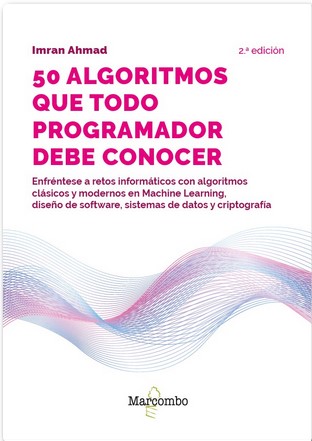 Imran Ahmad
2.ª edición
50 ALGORITMOS
QUE TODO
PROGRAMADOR
DEBE CONOCER
Enfréntese a retos informáticos con algoritmos
clásicos y modernos en Machine Learning,
diseño de software, sistemas de datos y criptografía
Marcombo